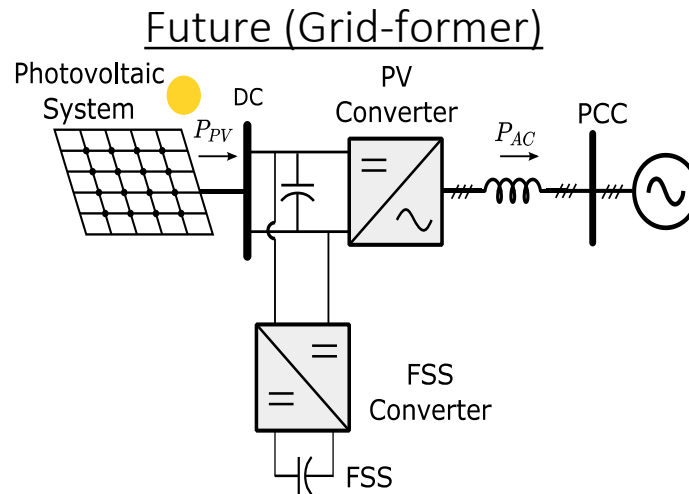 Future (Grid-former)
Photovoltaic
System
P_PV
DC
PV
Converter
P_AC
PCC
FSS
Converter
FSS